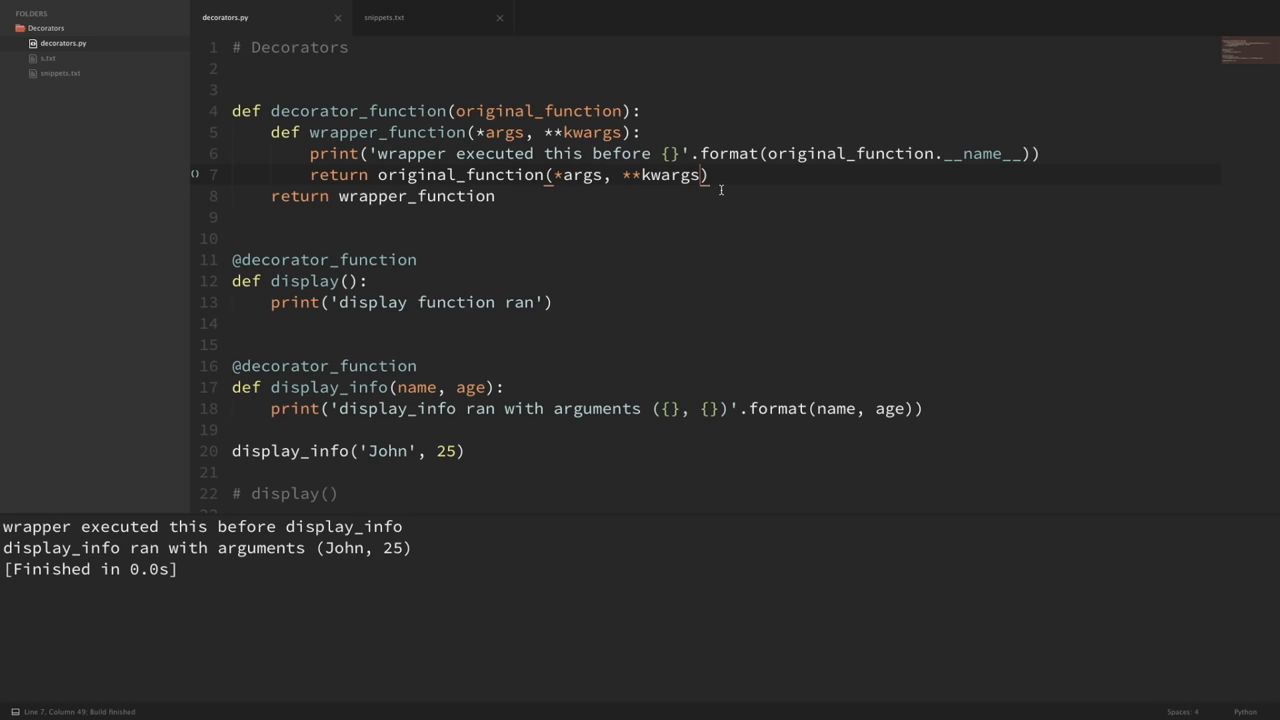 FOLDERS
Decorators
decorators.py
s.txt
snippets.txt
decorators.py
snippets.txt
1 # Decorators
2
3
4 def decorator_function(original_function):
5     def wrapper_function(*args, **kwargs):
6         print('wrapper executed this before {}'.format(original_function.__name__))
7         return original_function(*args, **kwargs)
8     return wrapper_function
9
10
11 @decorator_function
12 def display():
13     print('display function ran')
14
15
16 @decorator_function
17 def display_info(name, age):
18     print('display_info ran with arguments ({}, {})'.format(name, age))
19
20 display_info('John', 25)
21
22 # display()
wrapper executed this before display_info
display_info ran with arguments (John, 25)
[Finished in 0.0s]
Line 7, Column 49; Build finished
Spaces: 4
Python